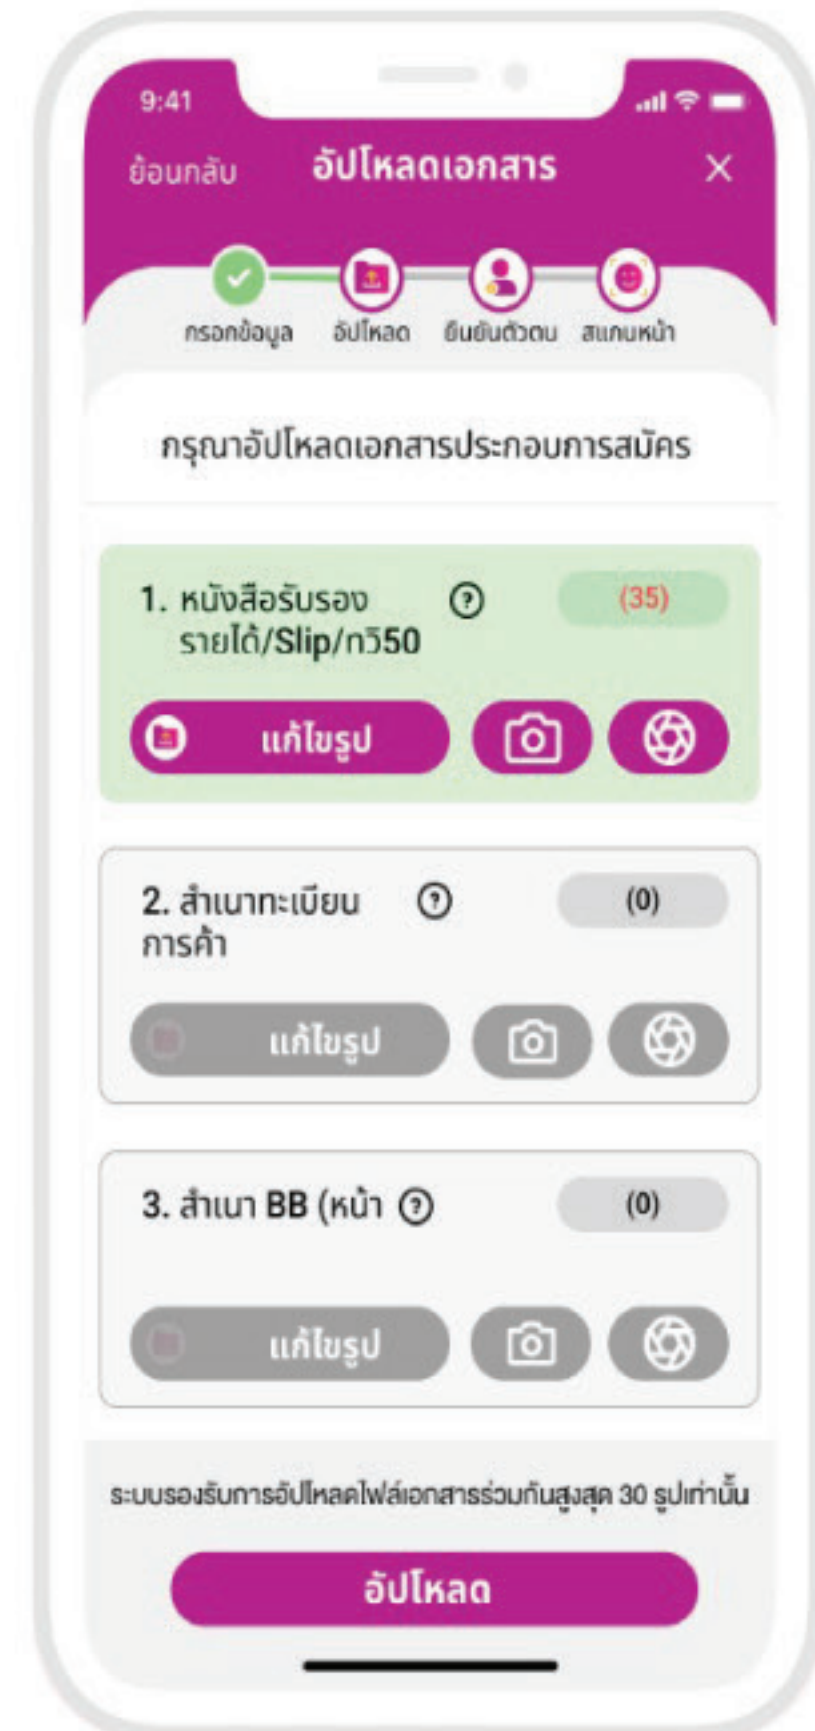 9:41
ย้อนกลับ อัปโหลดเอกสาร
กรอกข้อมูล อัปโหลด ยืนยันตัวตน สแกนหน้า
กรุณาอัปโหลดเอกสารประกอบการสมัคร
1. หนังสือรับรอง (35)
รายได้/Slip/ทวิ50
แก้ไขรูป
2. สำเนาทะเบียน (0)
การค้า
แก้ไขรูป
3. สำเนา BB (หน้า (0)
แก้ไขรูป
ระบบรองรับการอัปโหลดไฟล์เอกสารร่วมกันสูงสุด 30 รูปเท่านั้น
อัปโหลด